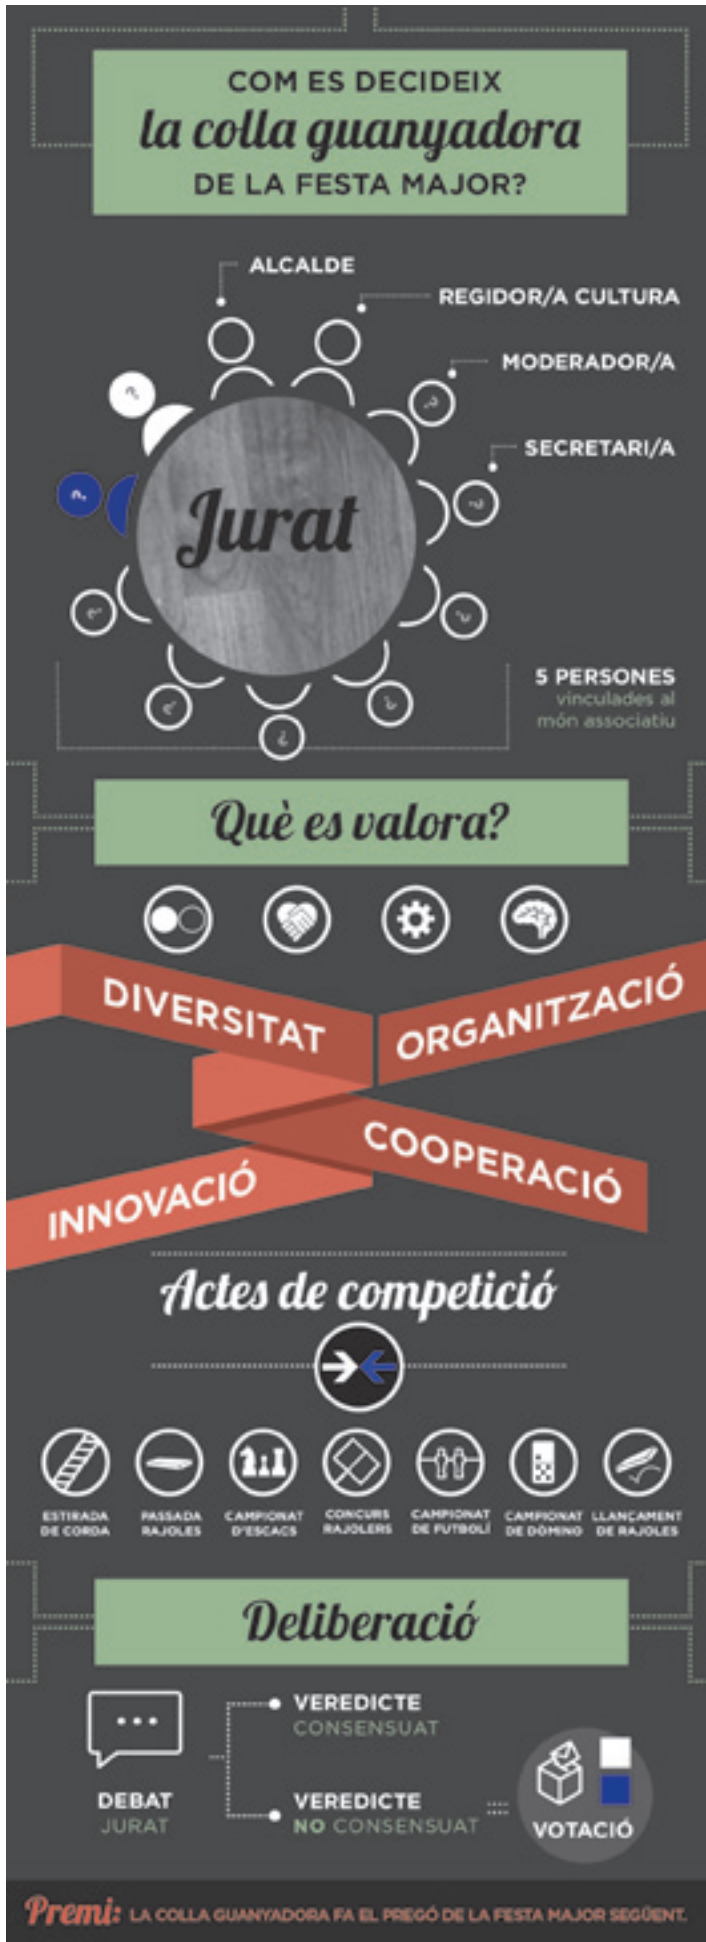 COM ES DECIDEIX
la colla guanyadora
DE LA FESTA MAJOR?
ALCALDE
REGIDOR/A CULTURA
MODERADOR/A
SECRETARI/A
Jurat
5 PERSONES
vinculades al
món associatiu
Què es valora?
DIVERSITAT
ORGANITZACIÓ
COOPERACIÓ
INNOVACIÓ
Actes de competició
ESTIRADA
DE CORDA
PASSADA
RAJOLES
CAMPIONAT
D'ESCACS
CONCURS
RAJOLERS
CAMPIONAT
DE FUTBOLÍ
CAMPIONAT
DE DÒMINO
LLANÇAMENT
DE RAJOLES
Deliberació
DEBAT
JURAT
VEREDICTE
CONSENSUAT
VEREDICTE
NO CONSENSUAT
VOTACIÓ
Premi: LA COLLA GUANYADORA FA EL PREGÓ DE LA FESTA MAJOR SEGÜENT.